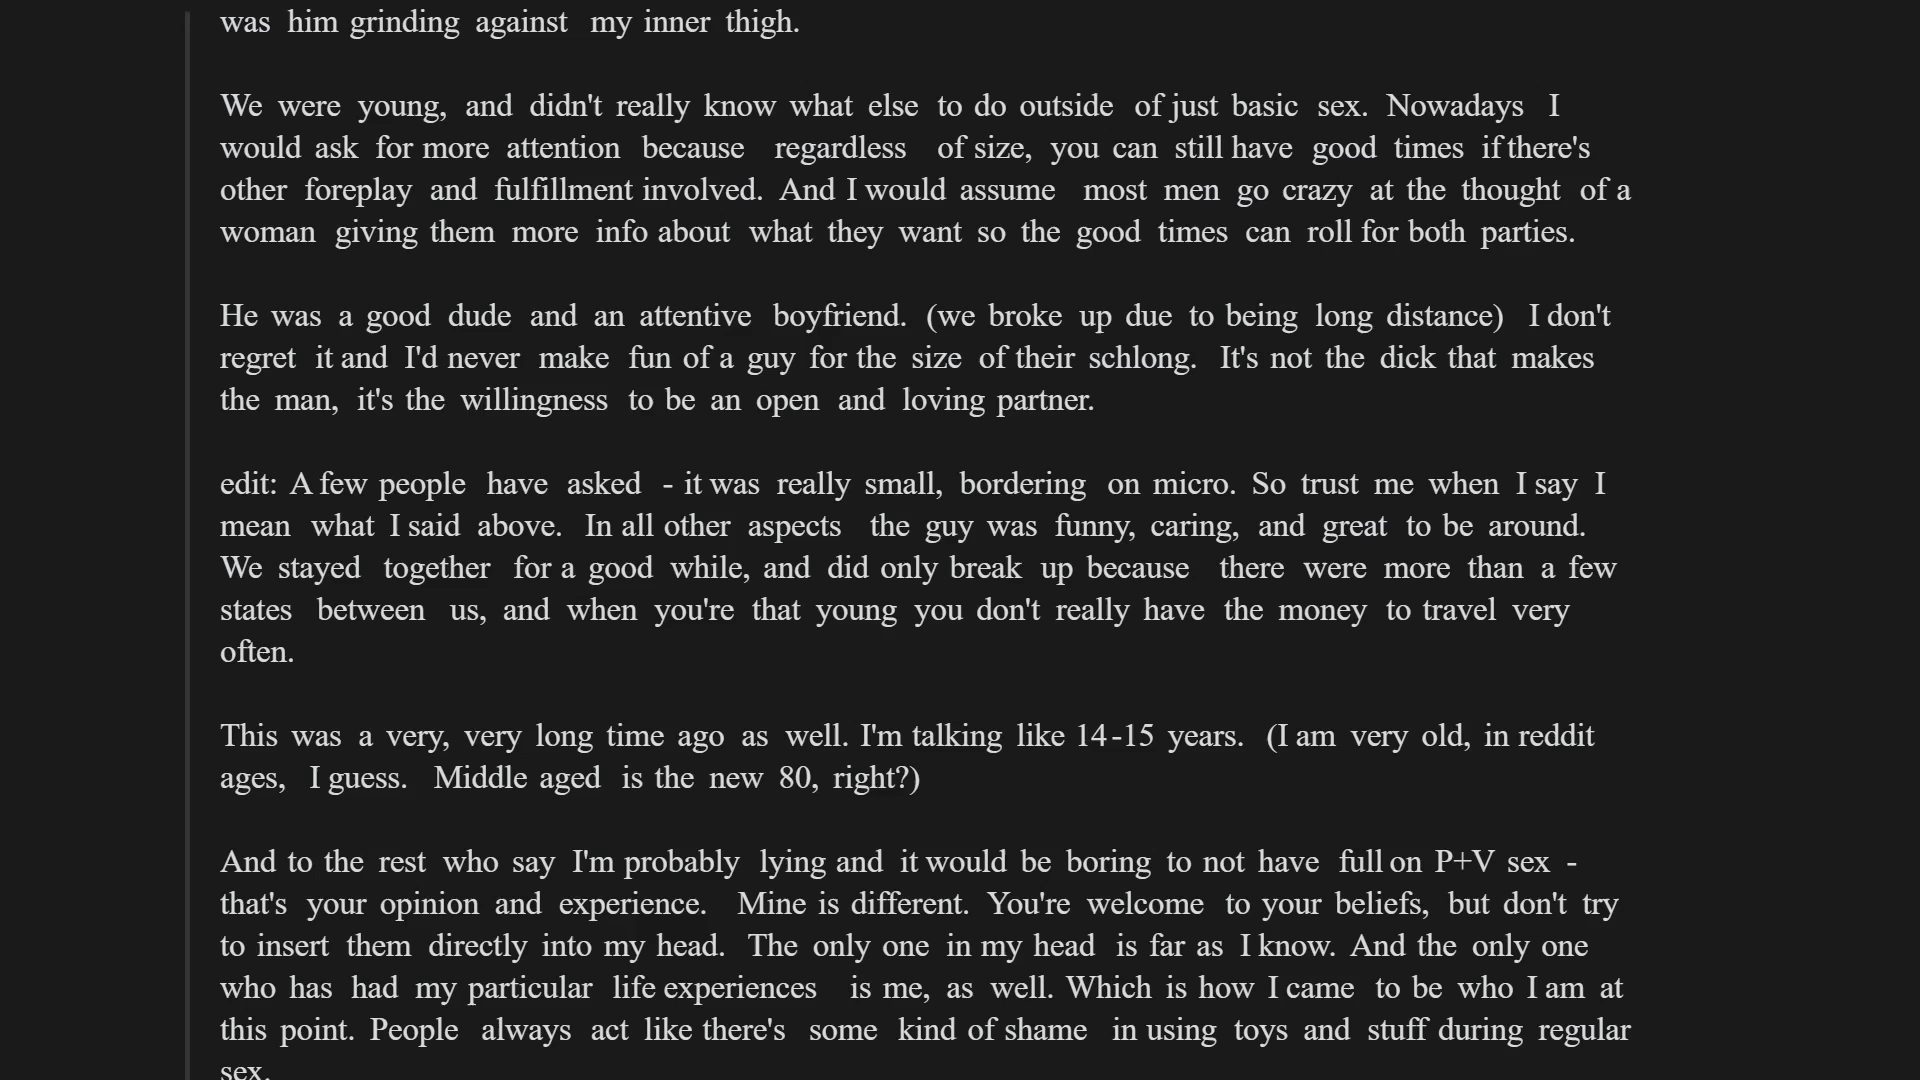 was him grinding against my inner thigh.
We were young, and didn't really know what else to do outside of just basic sex. Nowadays I
would ask for more attention because regardless of size, you can still have good times if there's
other foreplay and fulfillment involved. And I would assume most men go crazy at the thought of a
woman giving them more info about what they want so the good times can roll for both parties.
He was a good dude and an attentive boyfriend. (we broke up due to being long distance) I don't
regret it and I'd never make fun of a guy for the size of their schlong. It's not the dick that makes
the man, it's the willingness to be an open and loving partner.
edit: A few people have asked - it was really small, bordering on micro. So trust me when I say I
mean what I said above. In all other aspects the guy was funny, caring, and great to be around.
We stayed together for a good while, and did only break up because there were more than a few
states between us, and when you're that young you don't really have the money to travel very
often.
This was a very, very long time ago as well. I'm talking like 14-15 years. (I am very old, in reddit
ages, I guess. Middle aged is the new 80, right?)
And to the rest who say I'm probably lying and it would be boring to not have full on P+V sex -
that's your opinion and experience. Mine is different. You're welcome to your beliefs, but don't try
to insert them directly into my head. The only one in my head is far as I know. And the only one
who has had my particular life experiences is me, as well. Which is how I came to be who I am at
this point. People always act like there's some kind of shame in using toys and stuff during regular
sex.